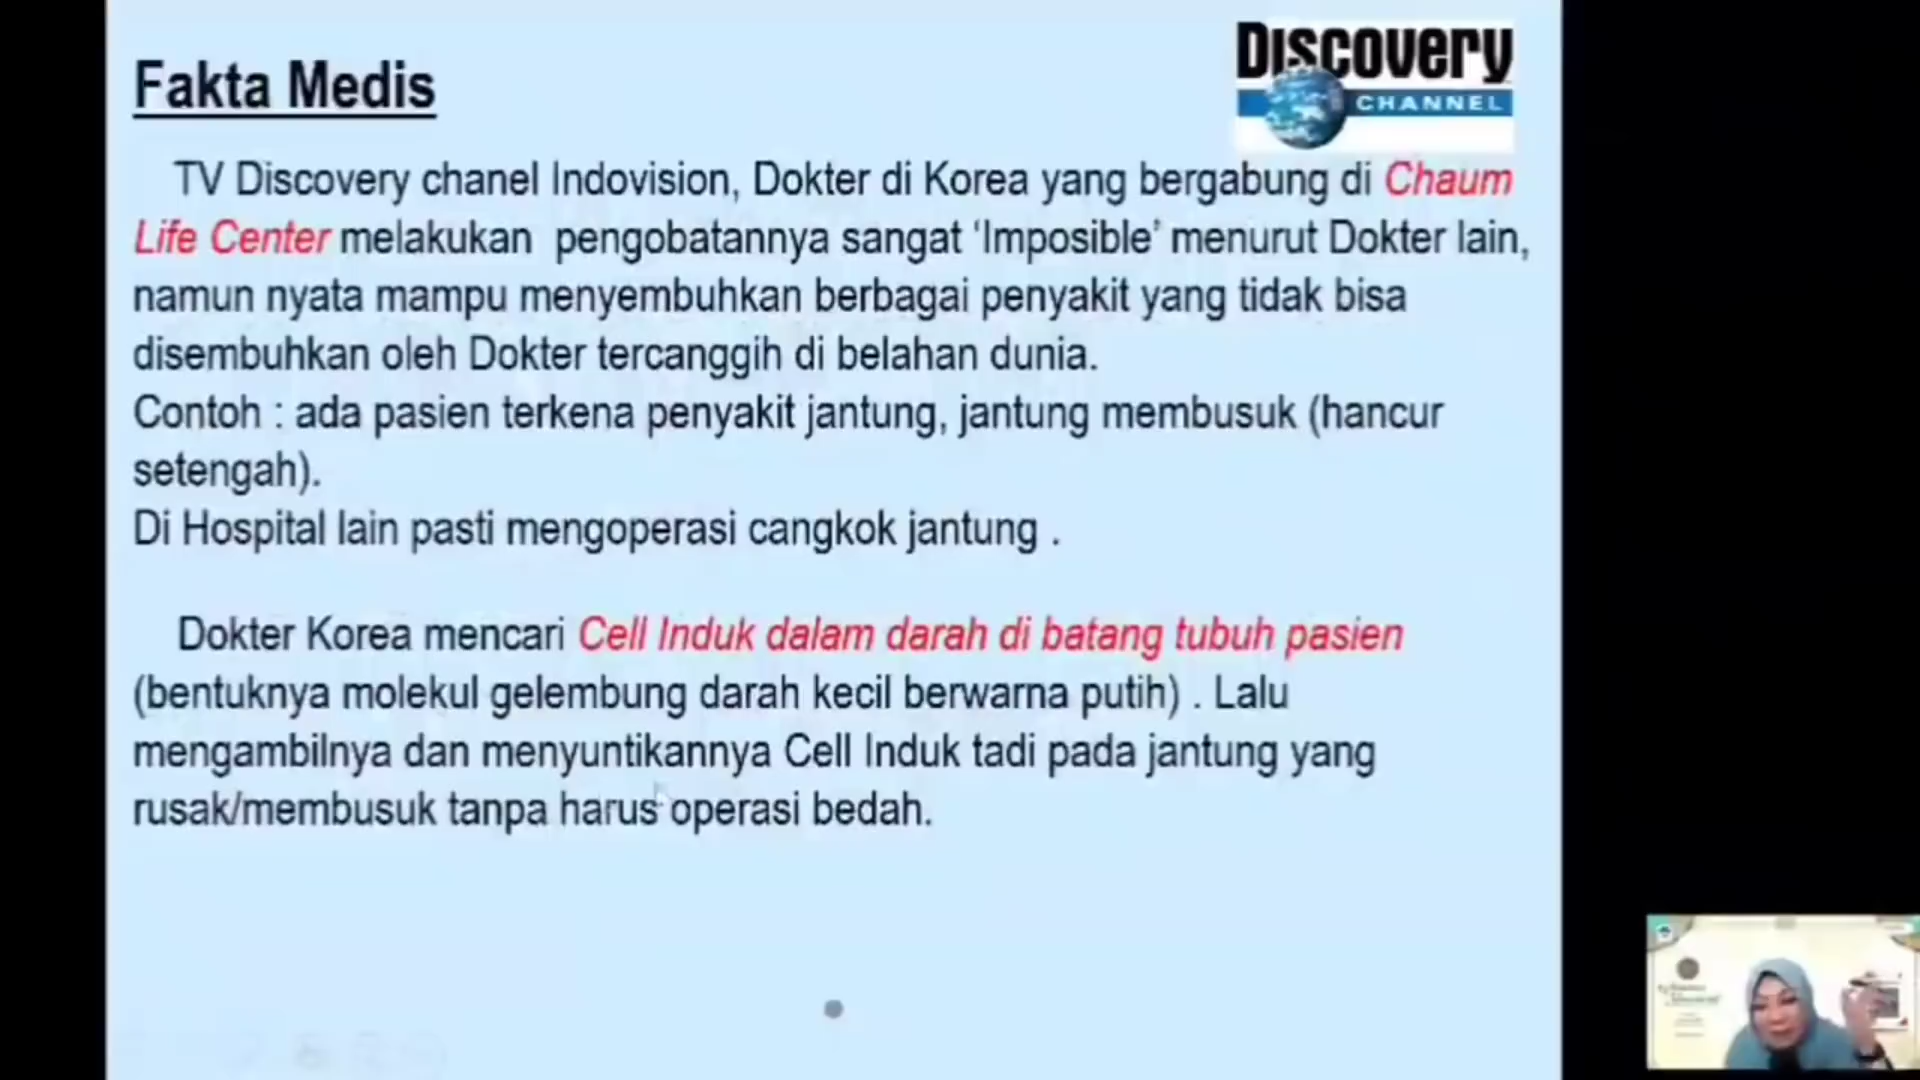 Fakta Medis
Discovery
CHANNEL
TV Discovery chanel Indovision, Dokter di Korea yang bergabung di Chaum
Life Center melakukan pengobatannya sangat ‘Imposible’ menurut Dokter lain,
namun nyata mampu menyembuhkan berbagai penyakit yang tidak bisa
disembuhkan oleh Dokter tercanggih di belahan dunia.
Contoh : ada pasien terkena penyakit jantung, jantung membusuk (hancur
setengah).
Di Hospital lain pasti mengoperasi cangkok jantung .
Dokter Korea mencari Cell Induk dalam darah di batang tubuh pasien
(bentuknya molekul gelembung darah kecil berwarna putih) . Lalu
mengambilnya dan menyuntikannya Cell Induk tadi pada jantung yang
rusak/membusuk tanpa harus operasi bedah.